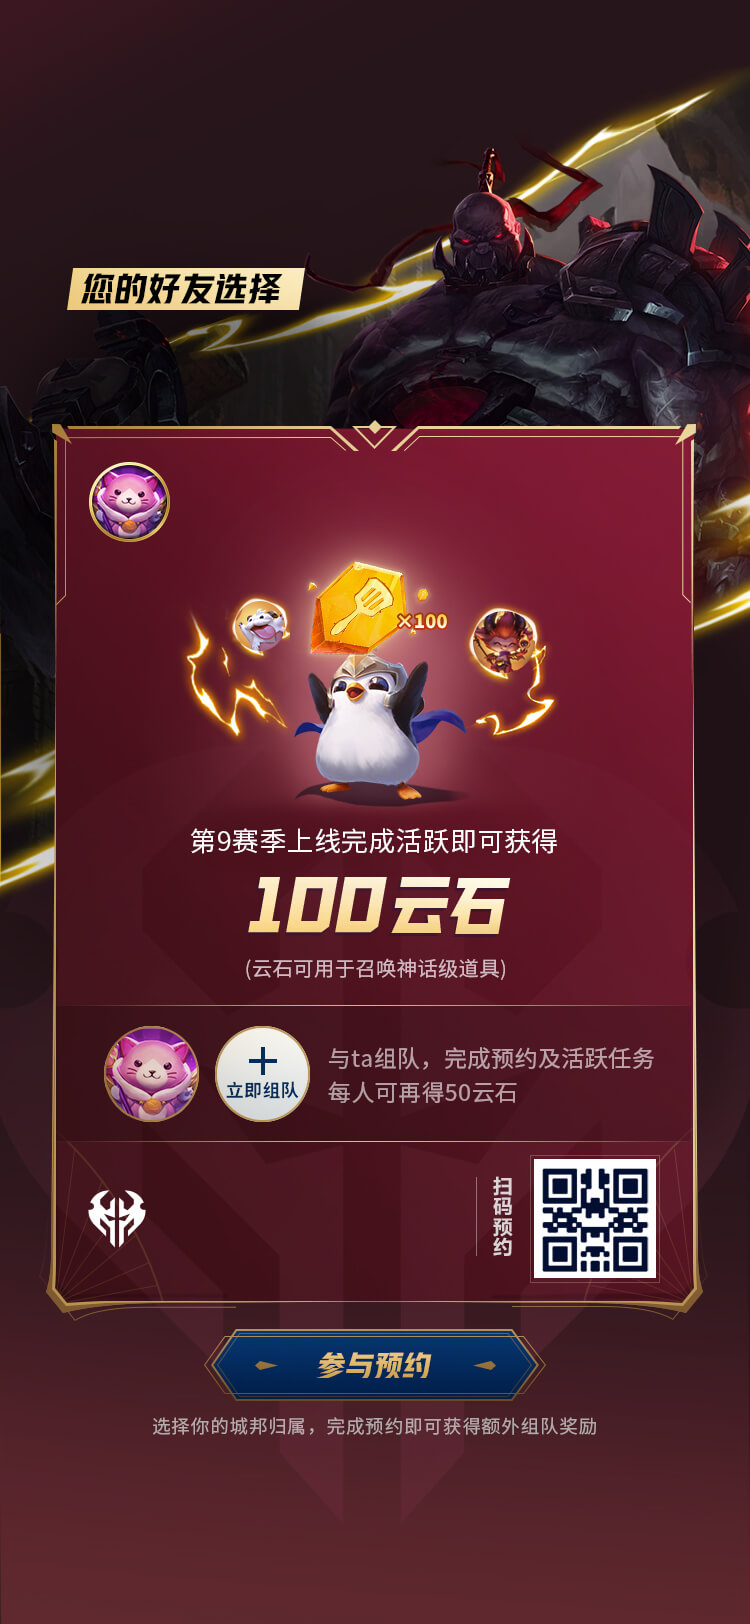 您的好友选择
×100
第9赛季上线完成活跃即可获得
100云石
(云石可用于召唤神话级道具)
立即组队
与ta组队，完成预约及活跃任务
每人可再得50云石
扫码预约
参与预约
选择你的城邦归属，完成预约即可获得额外组队奖励